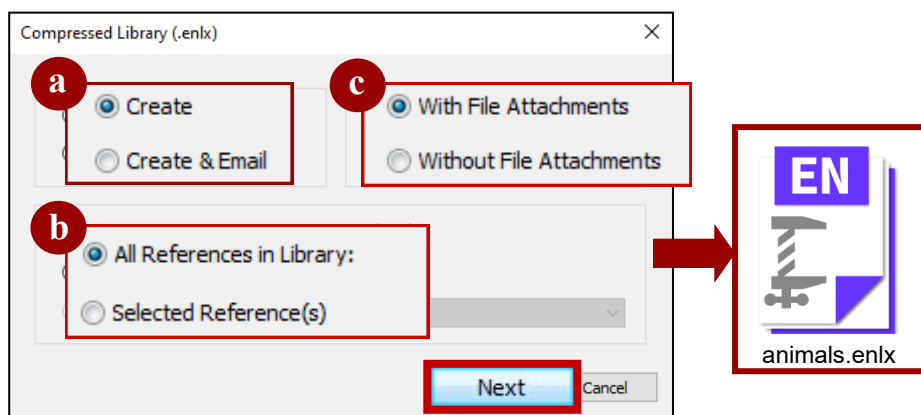 Compressed Library (.enlx)
a
Create
Create & Email
c
With File Attachments
Without File Attachments
b
All References in Library:
Selected Reference(s)
Next
Cancel
EN
animals.enlx